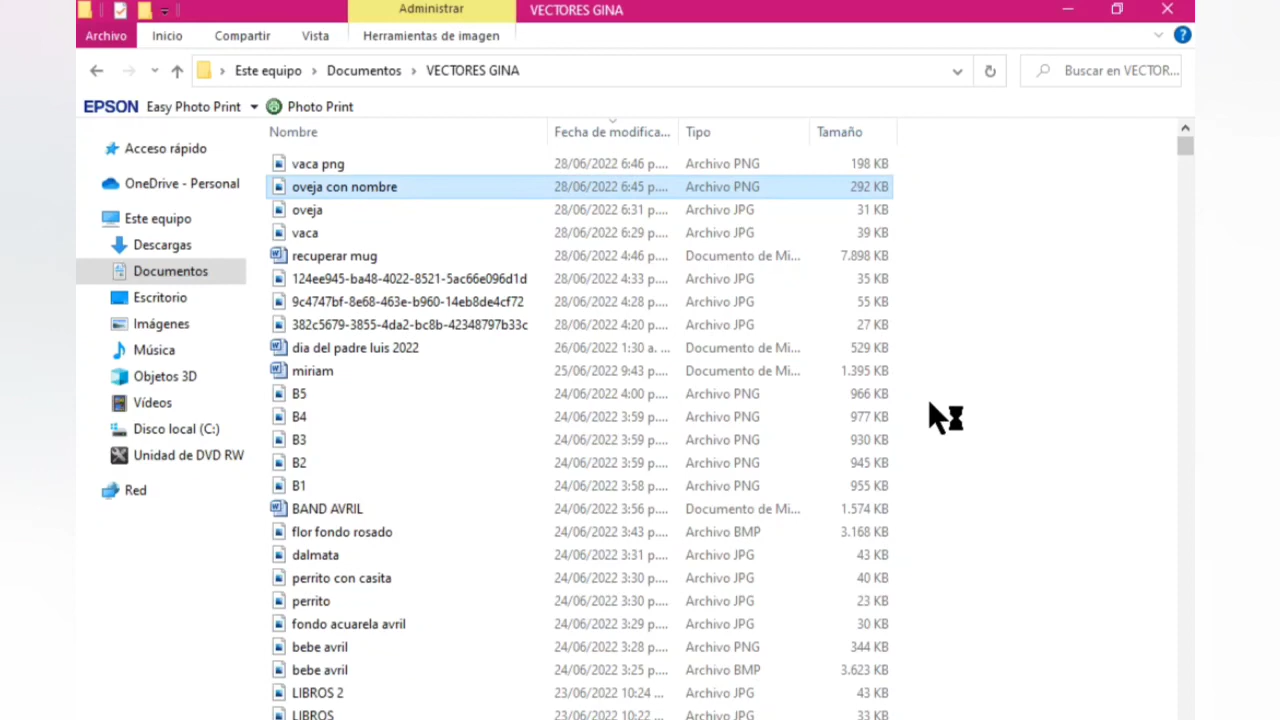 Administrar VECTORES GINA
Archivo Inicio Compartir Vista Herramientas de imagen
Este equipo Documentos VECTORES GINA Buscar en VECTOR...
EPSON Easy Photo Print Photo Print
Nombre Fecha de modifica... Tipo Tamaño
Acceso rápido
OneDrive - Personal
Este equipo
Descargas
Documentos
Escritorio
Imágenes
Música
Objetos 3D
Vídeos
Disco local (C:)
Unidad de DVD RW
Red
vaca png 28/06/2022 6:46 p.... Archivo PNG 198 KB
oveja con nombre 28/06/2022 6:45 p.... Archivo PNG 292 KB
oveja 28/06/2022 6:31 p.... Archivo JPG 31 KB
vaca 28/06/2022 6:29 p.... Archivo JPG 39 KB
recuperar mug 28/06/2022 4:46 p.... Documento de Mi... 7.898 KB
124ee945-ba48-4022-8521-5ac66e096d1d 28/06/2022 4:33 p.... Archivo JPG 35 KB
9c4747bf-8e68-463e-b960-14eb8de4cf72 28/06/2022 4:28 p.... Archivo JPG 55 KB
382c5679-3855-4da2-bc8b-42348797b33c 28/06/2022 4:20 p.... Archivo JPG 27 KB
dia del padre luis 2022 26/06/2022 1:30 a. ... Documento de Mi... 529 KB
miriam 25/06/2022 9:43 p.... Documento de Mi... 1.395 KB
B5 24/06/2022 4:00 p.... Archivo PNG 966 KB
B4 24/06/2022 3:59 p.... Archivo PNG 977 KB
B3 24/06/2022 3:59 p.... Archivo PNG 930 KB
B2 24/06/2022 3:59 p.... Archivo PNG 945 KB
B1 24/06/2022 3:58 p.... Archivo PNG 955 KB
BAND AVRIL 24/06/2022 3:56 p.... Documento de Mi... 1.574 KB
flor fondo rosado 24/06/2022 3:43 p.... Archivo BMP 3.168 KB
dalmata 24/06/2022 3:31 p.... Archivo JPG 43 KB
perrito con casita 24/06/2022 3:30 p.... Archivo JPG 40 KB
perrito 24/06/2022 3:30 p.... Archivo JPG 23 KB
fondo acuarela avril 24/06/2022 3:29 p.... Archivo JPG 30 KB
bebe avril 24/06/2022 3:28 p.... Archivo PNG 344 KB
bebe avril 24/06/2022 3:25 p.... Archivo BMP 3.623 KB
LIBROS 2 23/06/2022 10:24 ... Archivo JPG 43 KB
LIBROS 23/06/2022 10:22 ... Archivo JPG 33 KB